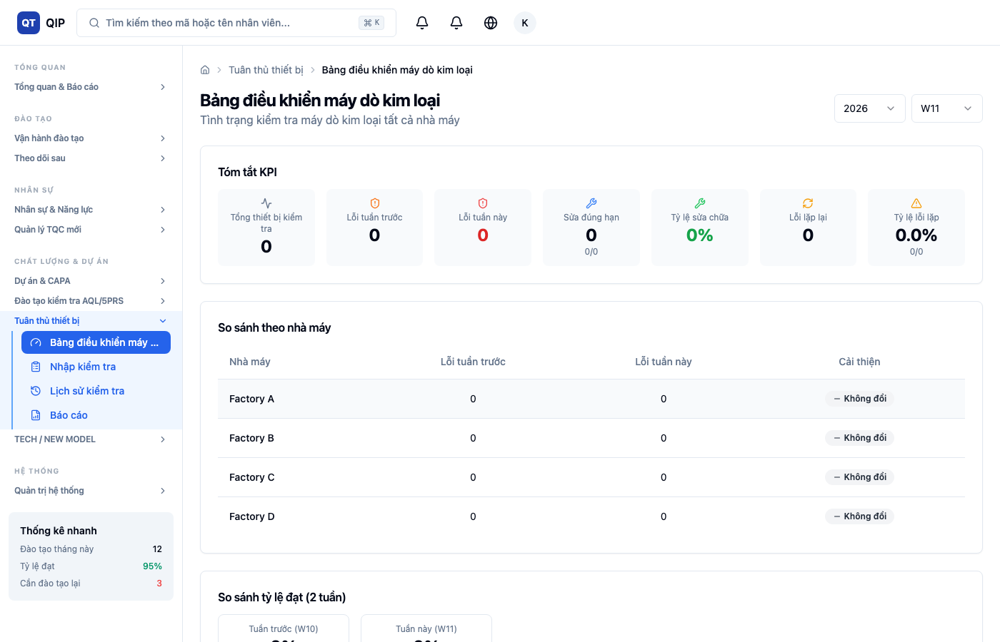 QT QIP
Tìm kiếm theo mã hoặc tên nhân viên...
⌘ K
K
TỔNG QUAN
Tổng quan & Báo cáo
ĐÀO TẠO
Vận hành đào tạo
Theo dõi sau
NHÂN SỰ
Nhân sự & Năng lực
Quản lý TQC mới
CHẤT LƯỢNG & DỰ ÁN
Dự án & CAPA
Đào tạo kiểm tra AQL/5PRS
Tuân thủ thiết bị
Bảng điều khiển máy ...
Nhập kiểm tra
Lịch sử kiểm tra
Báo cáo
TECH / NEW MODEL
HỆ THỐNG
Quản trị hệ thống
Thống kê nhanh
Đào tạo tháng này 12
Tỷ lệ đạt 95%
Cần đào tạo lại 3
Tuân thủ thiết bị
Bảng điều khiển máy dò kim loại
Bảng điều khiển máy dò kim loại
Tình trạng kiểm tra máy dò kim loại tất cả nhà máy
2026
W11
Tóm tắt KPI
Tổng thiết bị kiểm
tra
0
Lỗi tuần trước
0
Lỗi tuần này
0
Sửa đúng hạn
0
0/0
Tỷ lệ sửa chữa
0%
Lỗi lặp lại
0
Tỷ lệ lỗi lặp
0.0%
0/0
So sánh theo nhà máy
Nhà máy Lỗi tuần trước Lỗi tuần này Cải thiện
Factory A 0 0 Không đổi
Factory B 0 0 Không đổi
Factory C 0 0 Không đổi
Factory D 0 0 Không đổi
So sánh tỷ lệ đạt (2 tuần)
Tuần trước (W10)
Tuần này (W11)